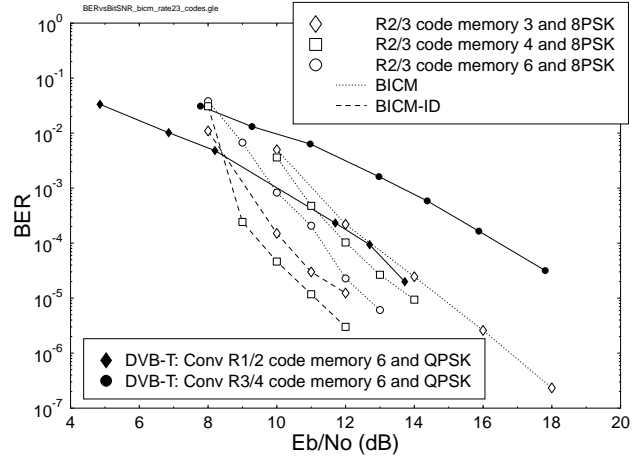 BERvsBitSNR_bicm_rate23_codes.gle
R2/3 code memory 3 and 8PSK
R2/3 code memory 4 and 8PSK
R2/3 code memory 6 and 8PSK
BICM
BICM-ID
10^0
10^-1
10^-2
10^-3
10^-4
10^-5
10^-6
10^-7
BER
DVB-T: Conv R1/2 code memory 6 and QPSK
DVB-T: Conv R3/4 code memory 6 and QPSK
4 6 8 10 12 14 16 18 20
Eb/No (dB)